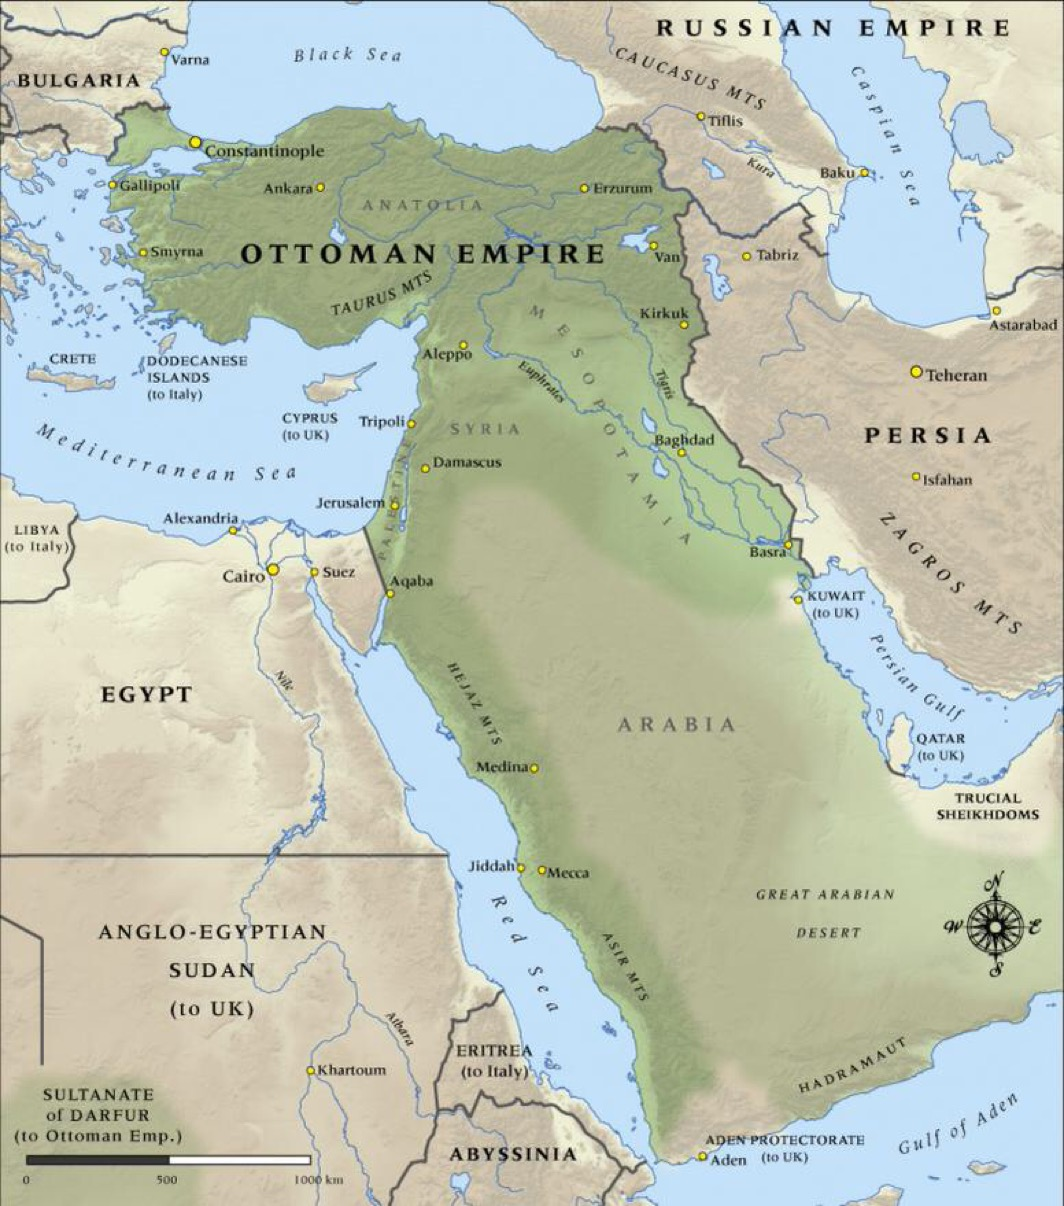 RUSSIAN EMPIRE
Black Sea
CAUCASUS MTS
Caspian Sea
Varna
BULGARIA
Tiflis
Kura
Baku
Constantinople
Gallipoli
Ankara
Erzurum
ANATOLIA
Smyrna
OTTOMAN EMPIRE
Van
Tabriz
TAURUS MTS
MESOPOTAMIA
Kirkuk
Astarabad
Aleppo
CRETE
DODECANESE
ISLANDS
(to Italy)
Euphrates
Tigris
Teheran
CYPRUS
(to UK)
Tripoli
SYRIA
Baghdad
PERSIA
Mediterranean Sea
Damascus
Isfahan
PALESTINE
Jerusalem
Alexandria
LIBYA
(to Italy)
ZAGROS MTS
Basra
Cairo
Suez
Aqaba
KUWAIT
(to UK)
Persian Gulf
Nile
EGYPT
HEJAZ MTS
ARABIA
QATAR
(to UK)
Medina
TRUCIAL
SHEIKHDOMS
Jiddah
Mecca
GREAT ARABIAN
DESERT
N
W
E
S
Red Sea
ANGLO-EGYPTIAN
SUDAN
(to UK)
ASIR MTS
Atbara
ERITREA
(to Italy)
Khartoum
HADRAMAUT
SULTANATE
of DARFUR
(to Ottoman Emp.)
Gulf of Aden
ABYSSINIA
ADEN PROTECTORATE
(to UK)
Aden
0
500
1000 km